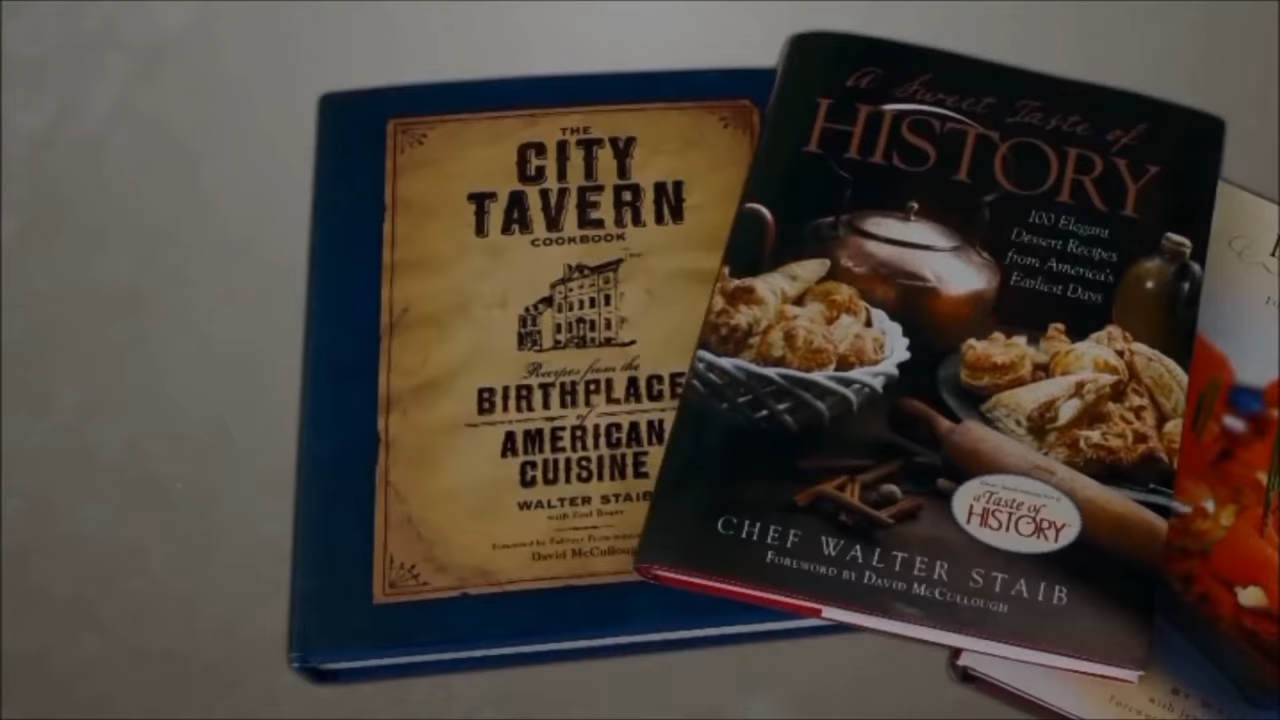 THE
CITY
TAVERN
COOKBOOK
Recipes from the
BIRTHPLACE
of
AMERICAN
CUISINE
WALTER STAIB
David McCullough
A Sweet Taste of
HISTORY
100 Elegant
Dessert Recipes
from America's
Earliest Days
a Taste of
HISTORY
CHEF WALTER STAIB
FOREWORD BY DAVID MCCULLOUGH